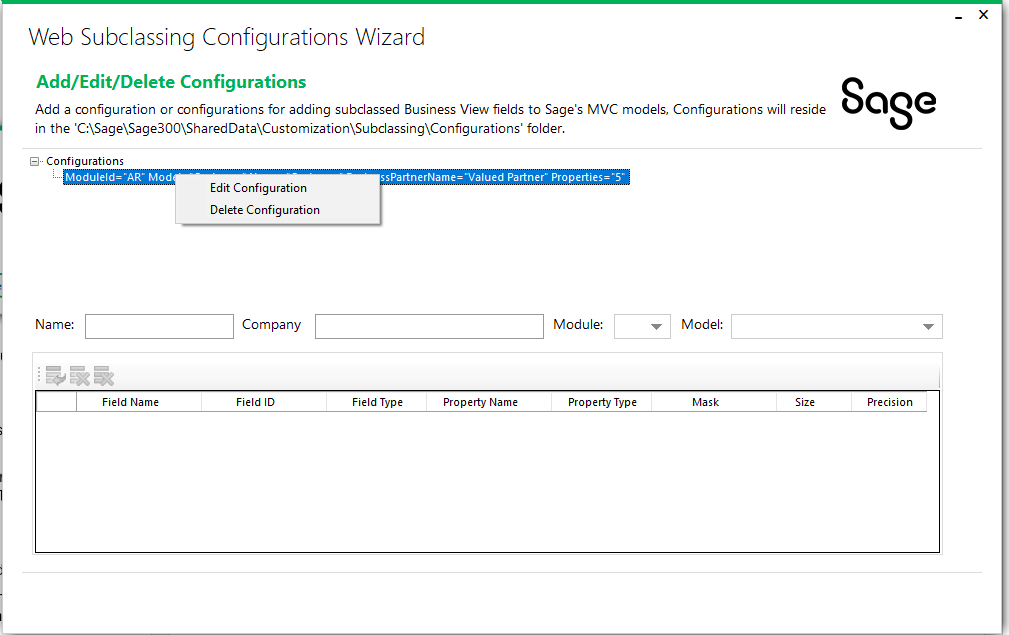 Web Subclassing Configurations Wizard
Add/Edit/Delete Configurations
Add a configuration or configurations for adding subclassed Business View fields to Sage's MVC models, Configurations will reside
in the 'C:\Sage\Sage300\SharedData\Customization\Subclassing\Configurations' folder.
Sage
Configurations
ModuleId="AR" PartnerName="Valued Partner" Properties="5"
Edit Configuration
Delete Configuration
Name: Company Module: Model:
Field Name Field ID Field Type Property Name Property Type Mask Size Precision